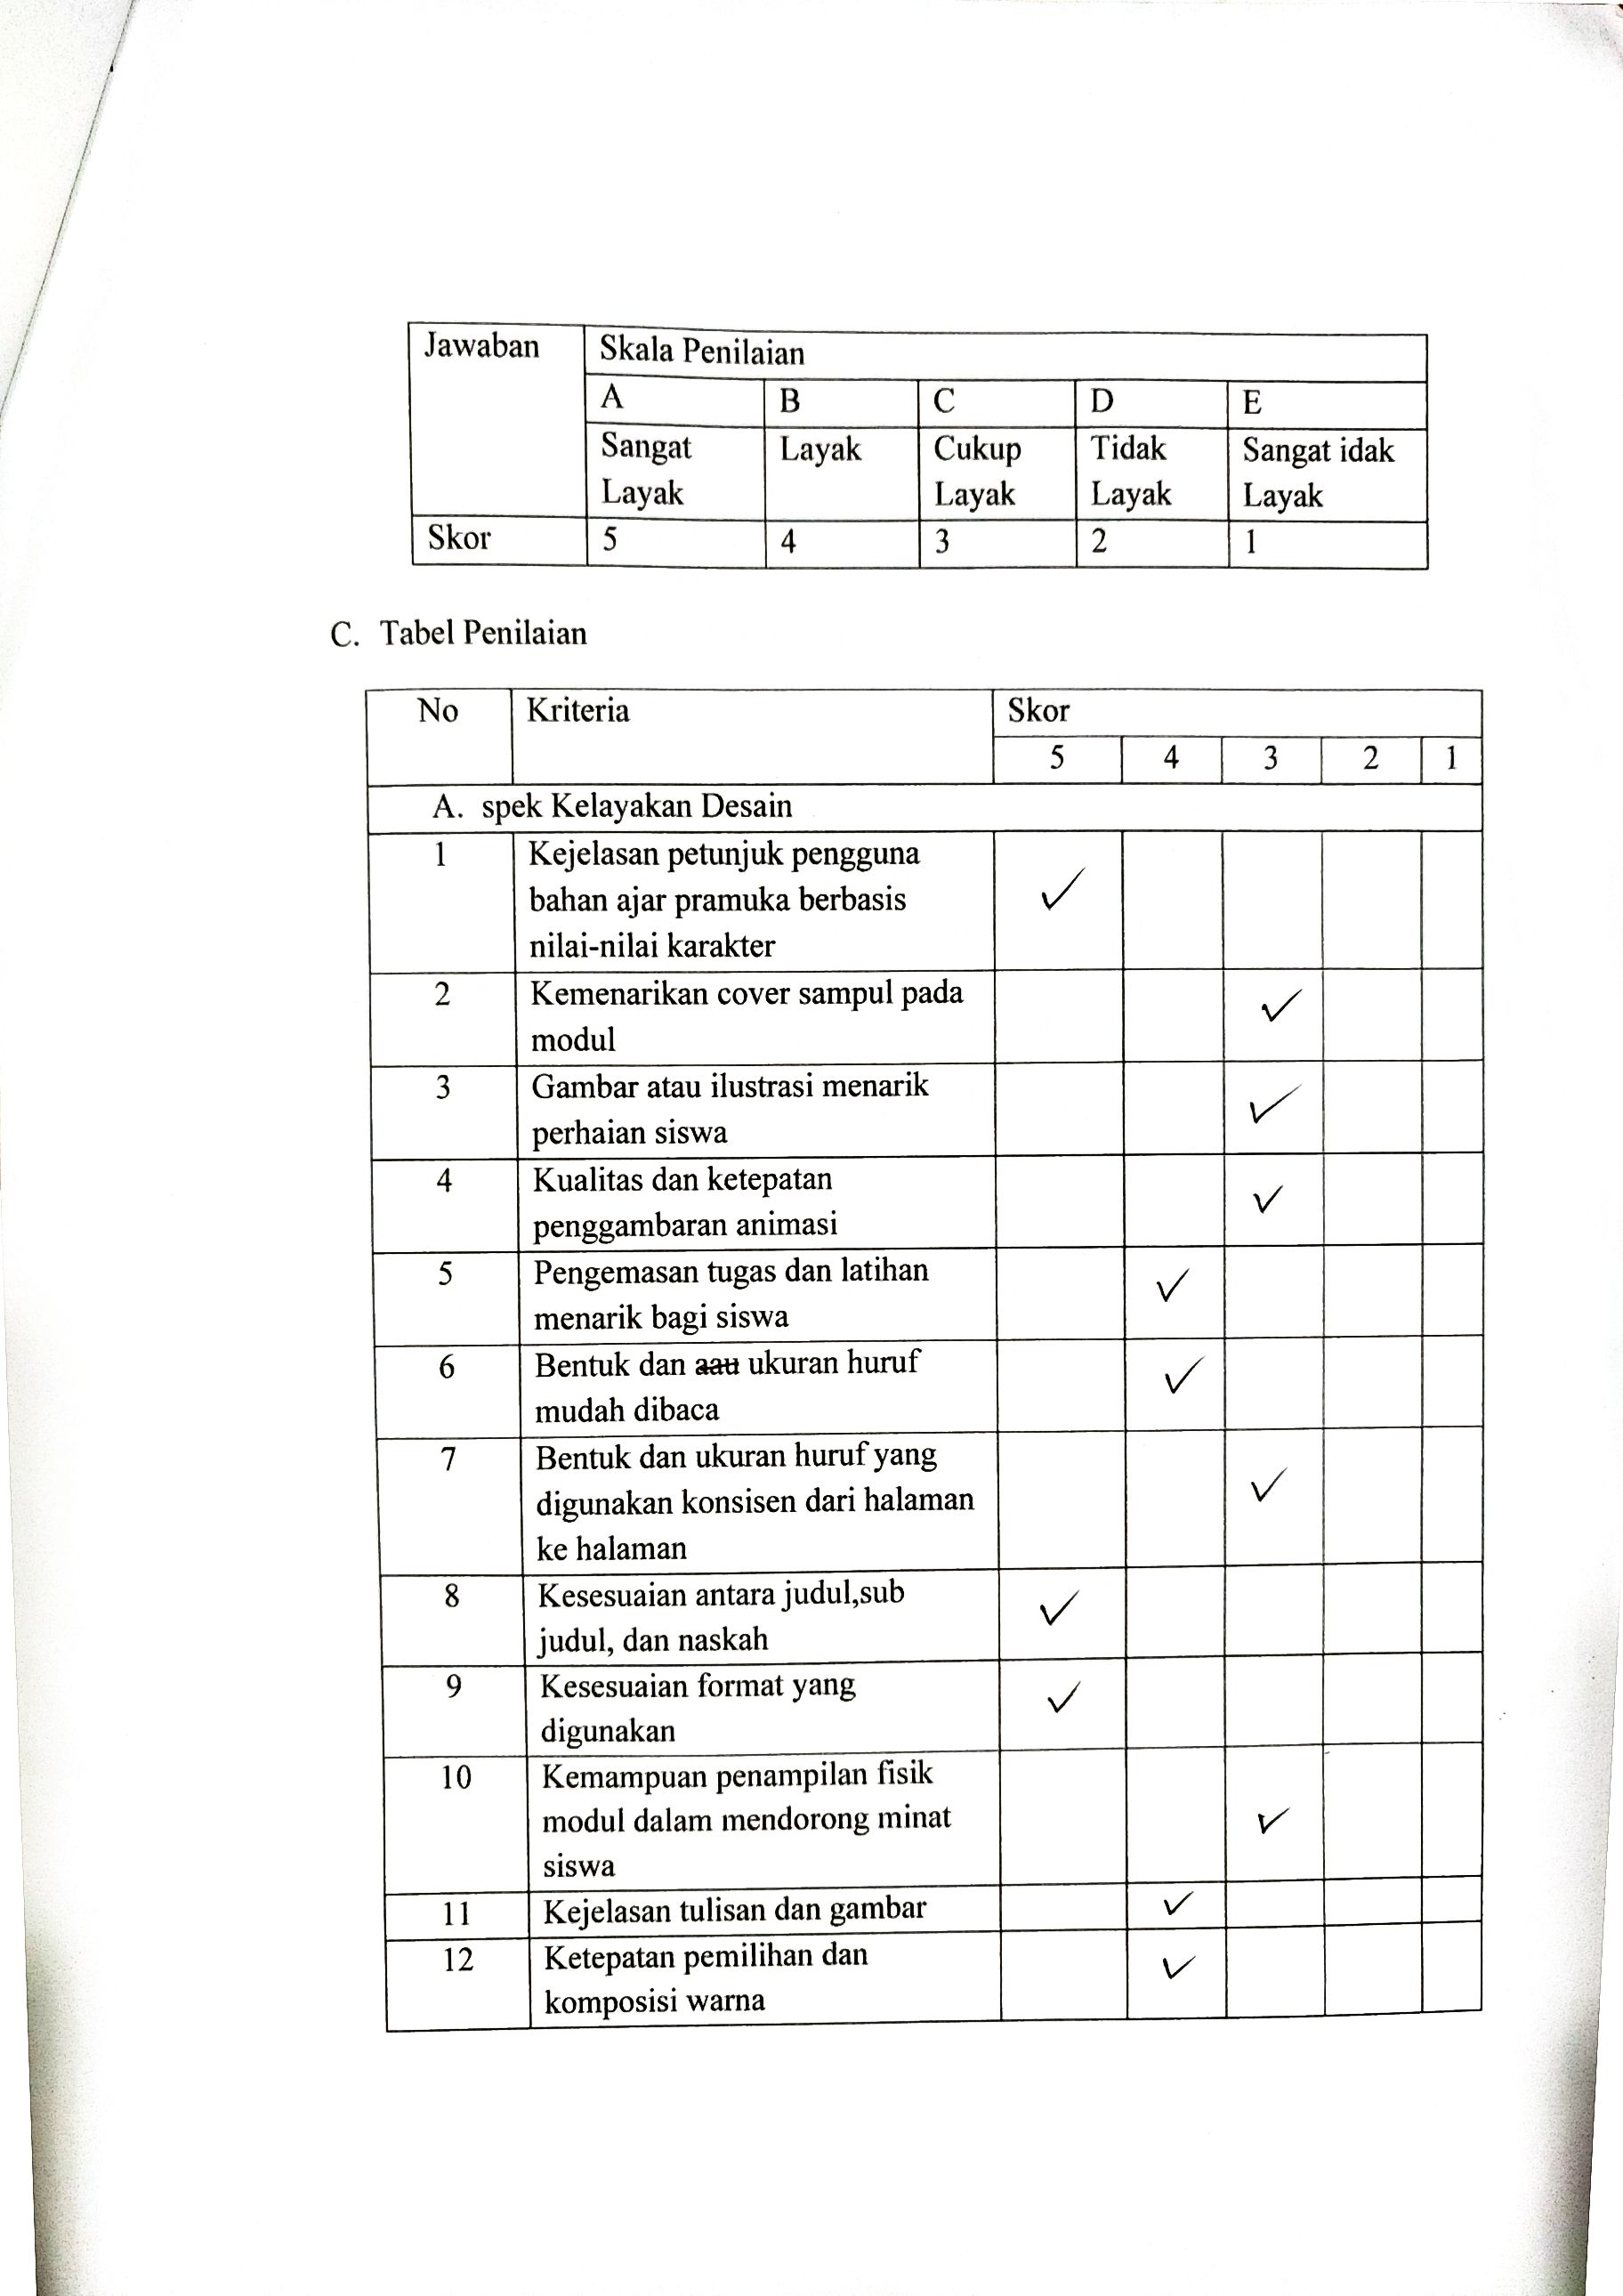 Jawaban
Skala Penilaian
A B C D E
Sangat Layak Cukup Tidak Sangat idak
Layak Layak Layak Layak
Skor 5 4 3 2 1
C. Tabel Penilaian
No Kriteria Skor
5 4 3 2 1
A. spek Kelayakan Desain
1 Kejelasan petunjuk pengguna
bahan ajar pramuka berbasis ✓
nilai-nilai karakter
2 Kemenarikan cover sampul pada ✓
modul
3 Gambar atau ilustrasi menarik ✓
perhaian siswa
4 Kualitas dan ketepatan ✓
penggambaran animasi
5 Pengemasan tugas dan latihan ✓
menarik bagi siswa
6 Bentuk dan aau ukuran huruf ✓
mudah dibaca
7 Bentuk dan ukuran huruf yang
digunakan konsisen dari halaman ✓
ke halaman
8 Kesesuaian antara judul,sub ✓
judul, dan naskah
9 Kesesuaian format yang ✓
digunakan
10 Kemampuan penampilan fisik
modul dalam mendorong minat ✓
siswa
11 Kejelasan tulisan dan gambar ✓
12 Ketepatan pemilihan dan ✓
komposisi warna